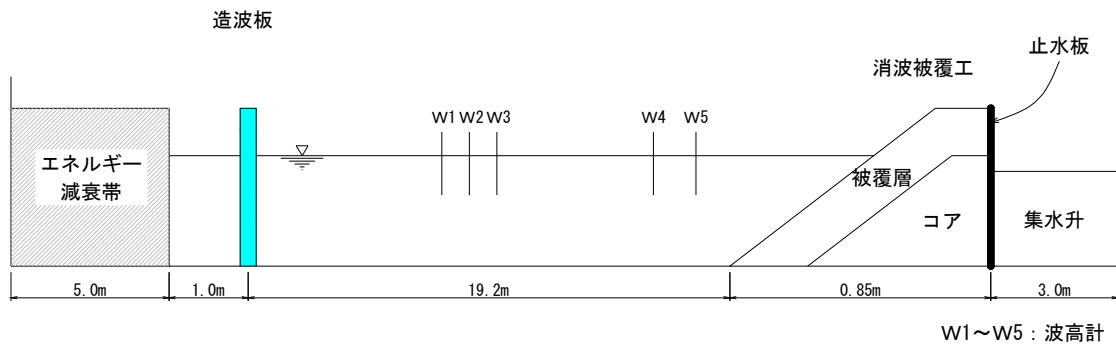 造波板
止水板
消波被覆工
W1 W2 W3
W4 W5
エネルギー
減衰帯
被覆層
コア
集水升
5.0m
1.0m
19.2m
0.85m
3.0m
W1～W5：波高計